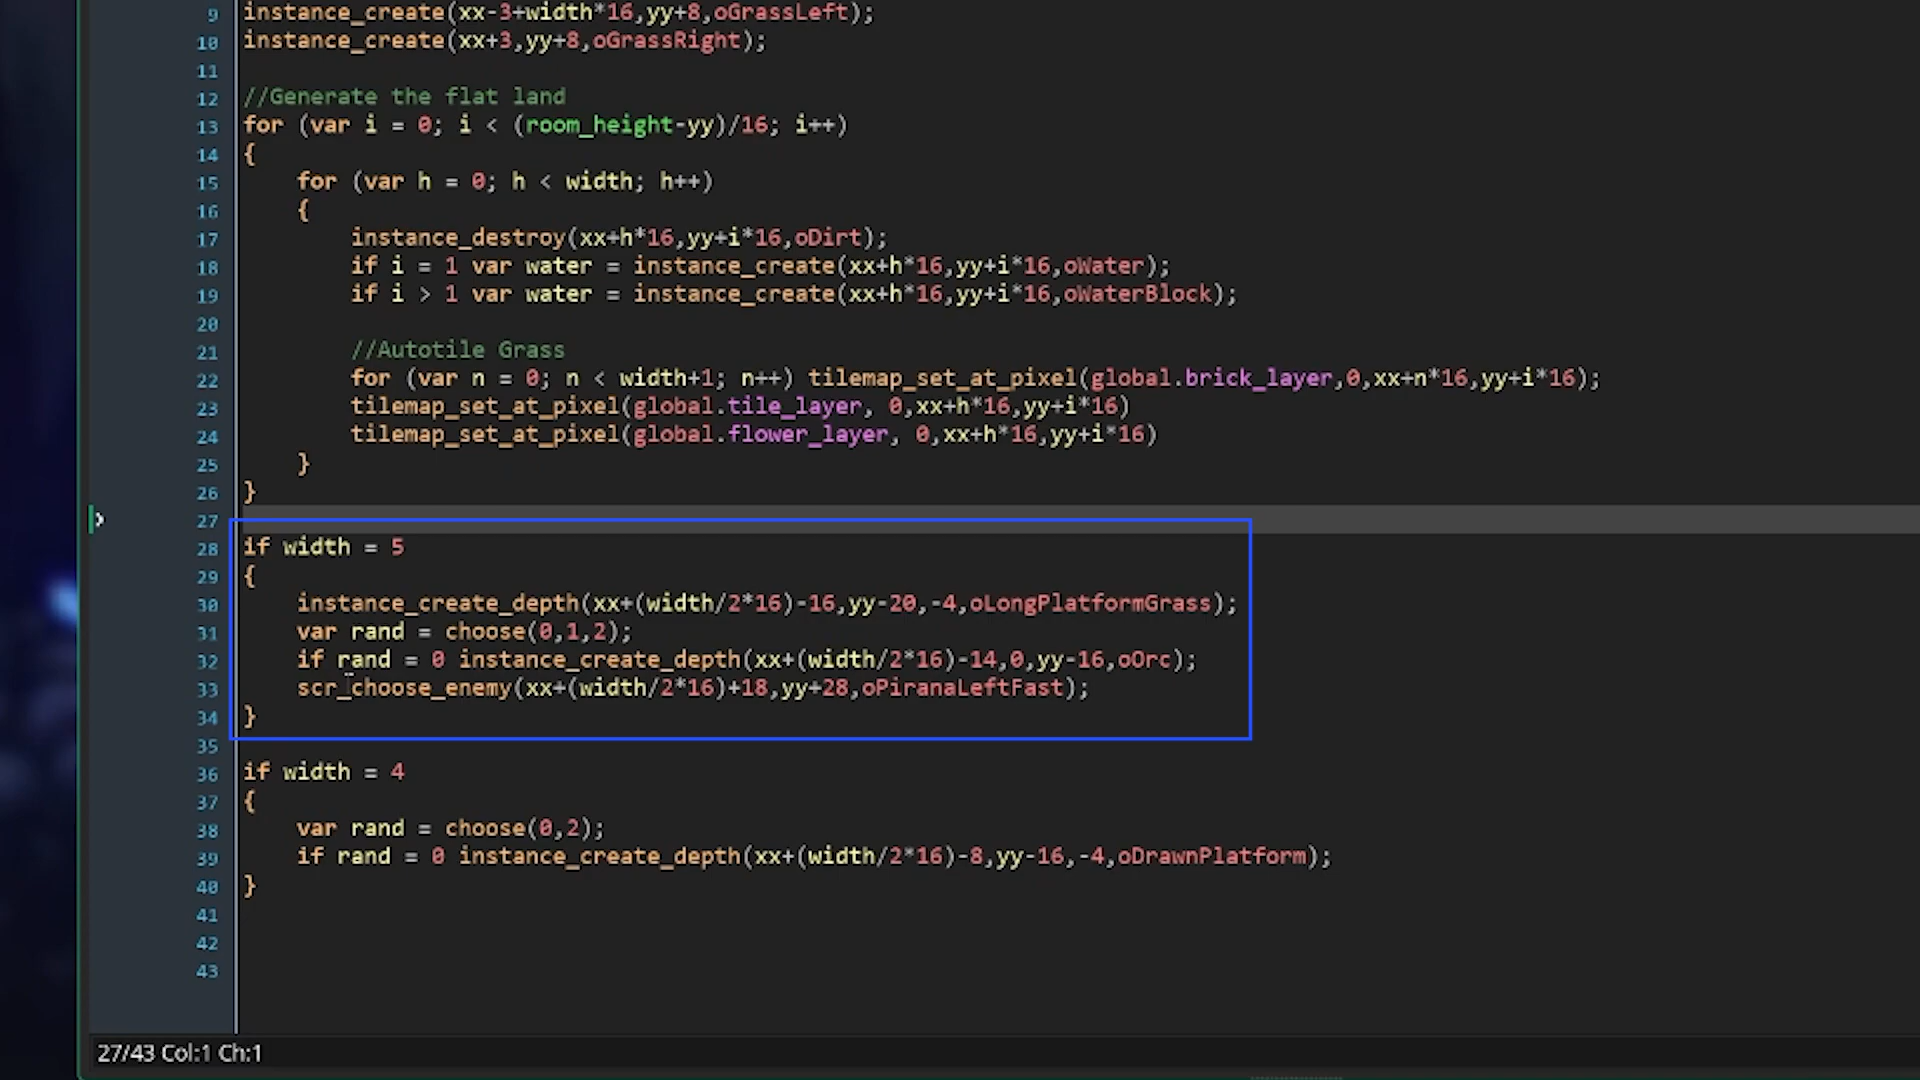 9 instance_create(xx-3+width*16,yy+8,oGrassLeft);
10 instance_create(xx+3,yy+8,oGrassRight);
11
12 //Generate the flat land
13 for (var i = 0; i < (room_height-yy)/16; i++)
14 {
15 for (var h = 0; h < width; h++)
16 {
17 instance_destroy(xx+h*16,yy+i*16,oDirt);
18 if i = 1 var water = instance_create(xx+h*16,yy+i*16,oWater);
19 if i > 1 var water = instance_create(xx+h*16,yy+i*16,oWaterBlock);
20
21 //Autotile Grass
22 for (var n = 0; n < width+1; n++) tilemap_set_at_pixel(global.brick_layer,0,xx+n*16,yy+i*16);
23 tilemap_set_at_pixel(global.tile_layer, 0,xx+h*16,yy+i*16)
24 tilemap_set_at_pixel(global.flower_layer, 0,xx+h*16,yy+i*16)
25 }
26 }
27
28 if width = 5
29 {
30 instance_create_depth(xx+(width/2*16)-16,yy-20,-4,oLongPlatformGrass);
31 var rand = choose(0,1,2);
32 if rand = 0 instance_create_depth(xx+(width/2*16)-14,0,yy-16,oOrc);
33 scr_choose_enemy(xx+(width/2*16)+18,yy+28,oPiranaLeftFast);
34 }
35
36 if width = 4
37 {
38 var rand = choose(0,2);
39 if rand = 0 instance_create_depth(xx+(width/2*16)-8,yy-16,-4,oDrawnPlatform);
40 }
41
42
43
27/43 Col:1 Ch:1